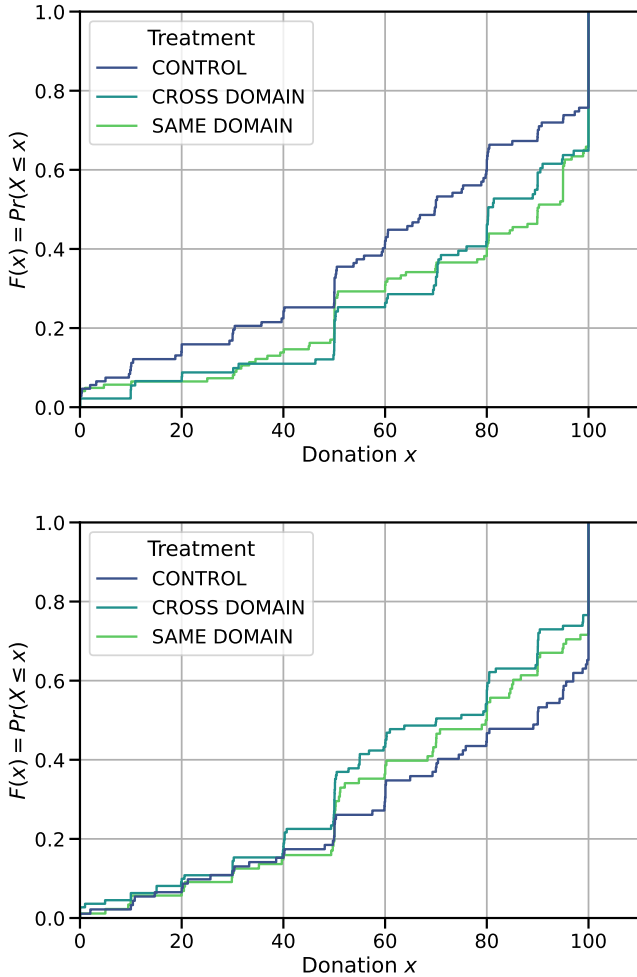 1.0
0.8
0.6
0.4
0.2
0.0
F(x) = Pr(X ≤ x)
Treatment
CONTROL
CROSS DOMAIN
SAME DOMAIN
0 20 40 60 80 100
Donation x
1.0
0.8
0.6
0.4
0.2
0.0
F(x) = Pr(X ≤ x)
Treatment
CONTROL
CROSS DOMAIN
SAME DOMAIN
0 20 40 60 80 100
Donation x